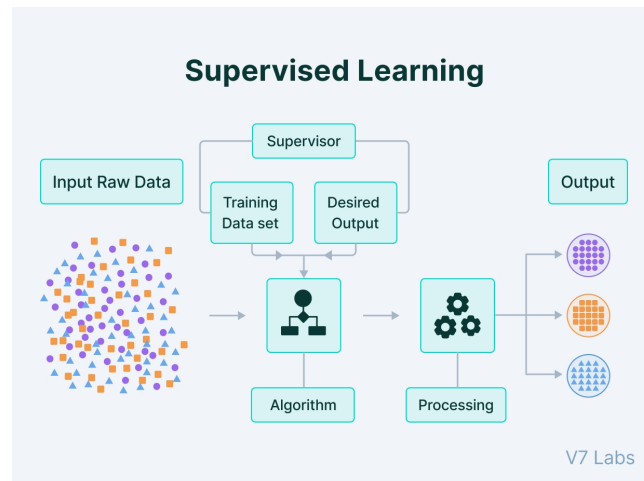 Supervised Learning
Supervisor
Input Raw Data
Training
Data set
Desired
Output
Output
Algorithm
Processing
V7 Labs